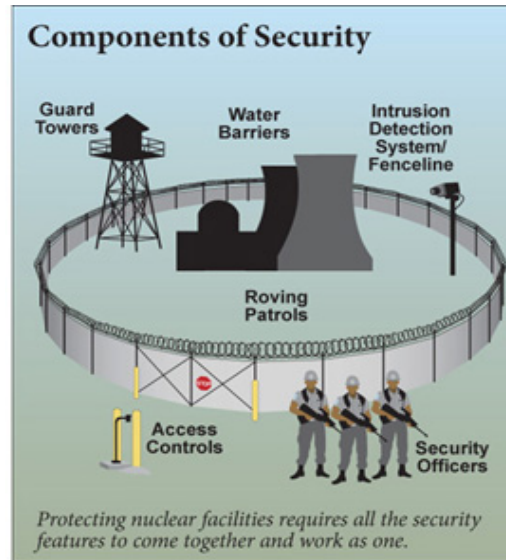 Components of Security
Guard
Towers
Water
Barriers
Intrusion
Detection
System/
Fenceline
Roving
Patrols
STOP
Access
Controls
Security
Officers
Protecting nuclear facilities requires all the security
features to come together and work as one.